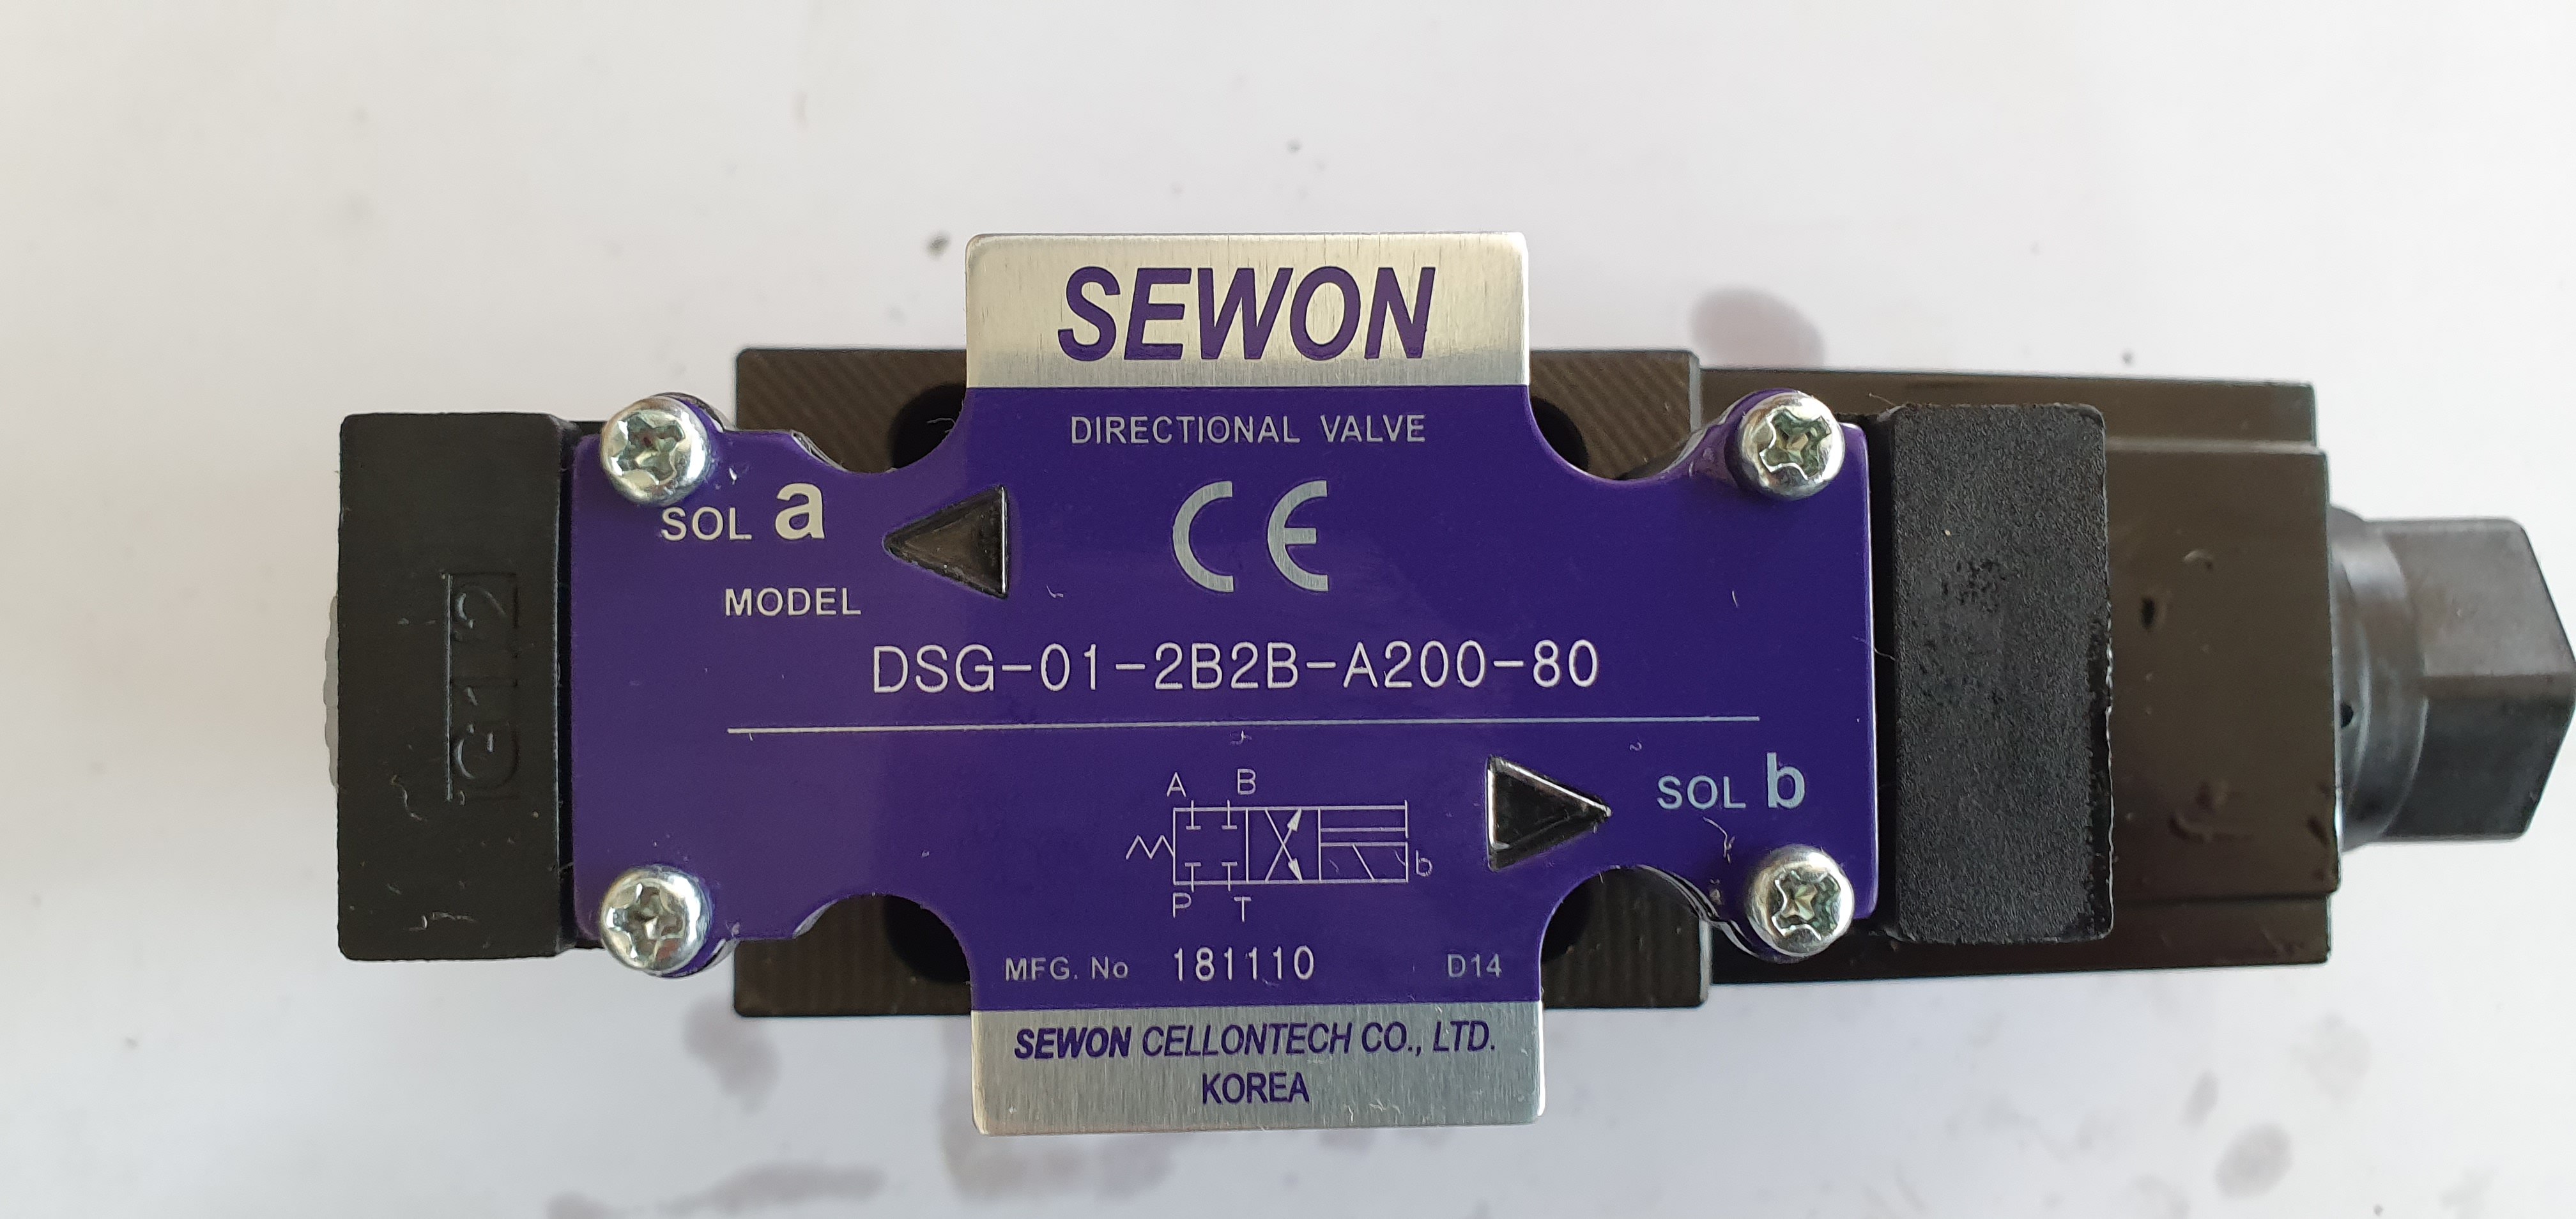 SEWON
DIRECTIONAL VALVE
SOL a
CE
MODEL
DSG-01-2B2B-A200-80
SOL b
A B
b
P T
MFG. No 181110 D14
SEWON CELLONTECH CO., LTD.
KOREA
G1/2